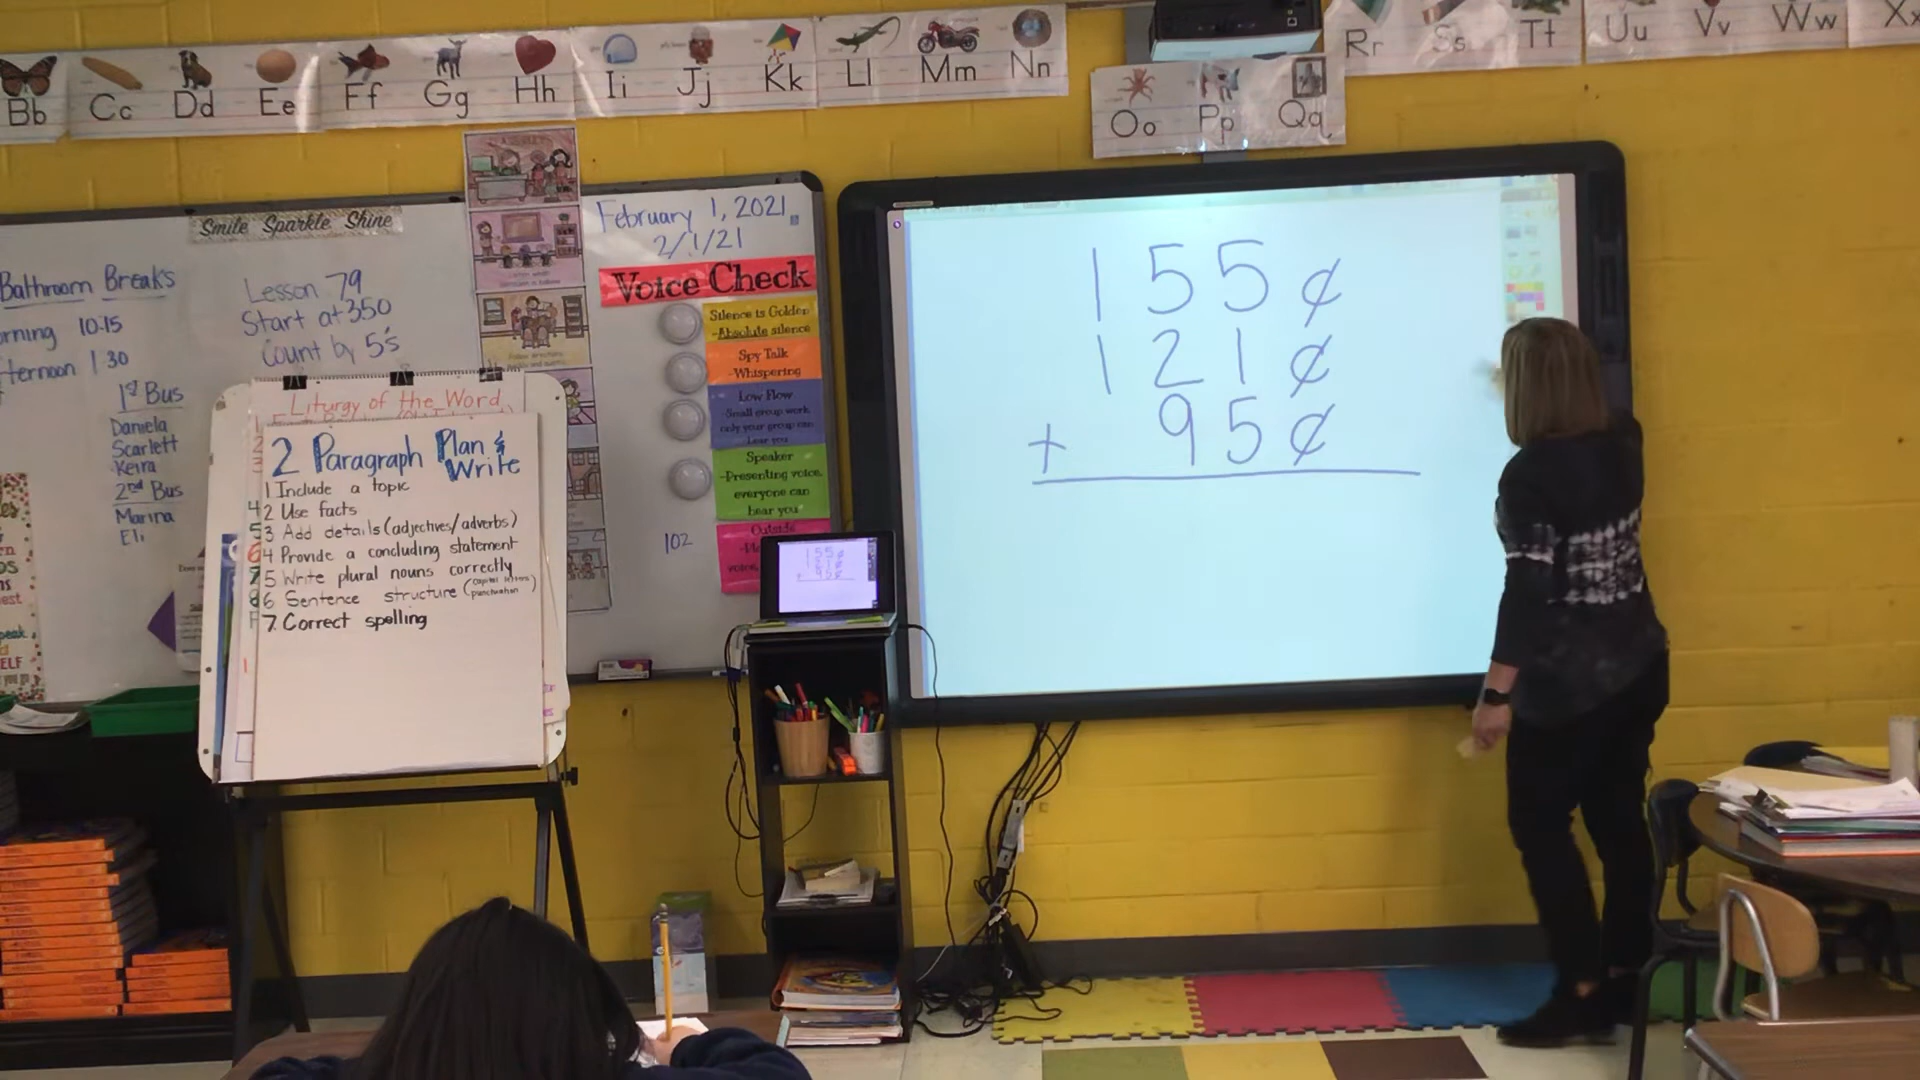 Bb Cc Dd Ee Ff Gg Hh Ii Jj Kk Ll Mm Nn Oo Pp Qq Rr Ss Tt Uu Vv Ww Xx
Smile Sparkle Shine
Bathroom Breaks
10:15
1:30
1st Bus
Daniela
Scarlett
Keira
2nd Bus
Marina
Eli
Lesson 79
Start at 350
Count by 5's
Liturgy of the Word
2 Paragraph Plan &
Write
1 Include a topic
2 Use facts
3 Add details (adjectives/adverbs)
4 Provide a concluding statement
5 Write plural nouns correctly
6 Sentence structure (capital letters
punctuation)
7. Correct spelling
February 1, 2021
2/1/21
Voice Check
Silence is Golden
-Absolute silence
Spy Talk
-Whispering
Low Flow
-Small group work
only your group can
hear you
Speaker
-Presenting voice,
everyone can
hear you
Outside
102
155¢
121¢
+ 95¢
155¢
121¢
+ 95¢